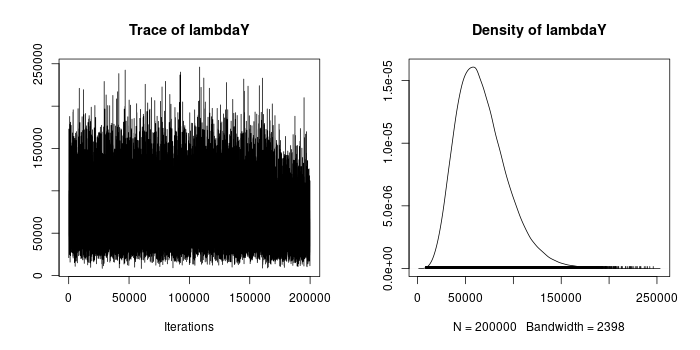 Trace of lambdaY
250000
150000
50000
0
0
50000
100000
150000
200000
Iterations
Density of lambdaY
1.5e-05
1.0e-05
5.0e-06
0.0e+00
0
50000
150000
250000
N = 200000 Bandwidth = 2398